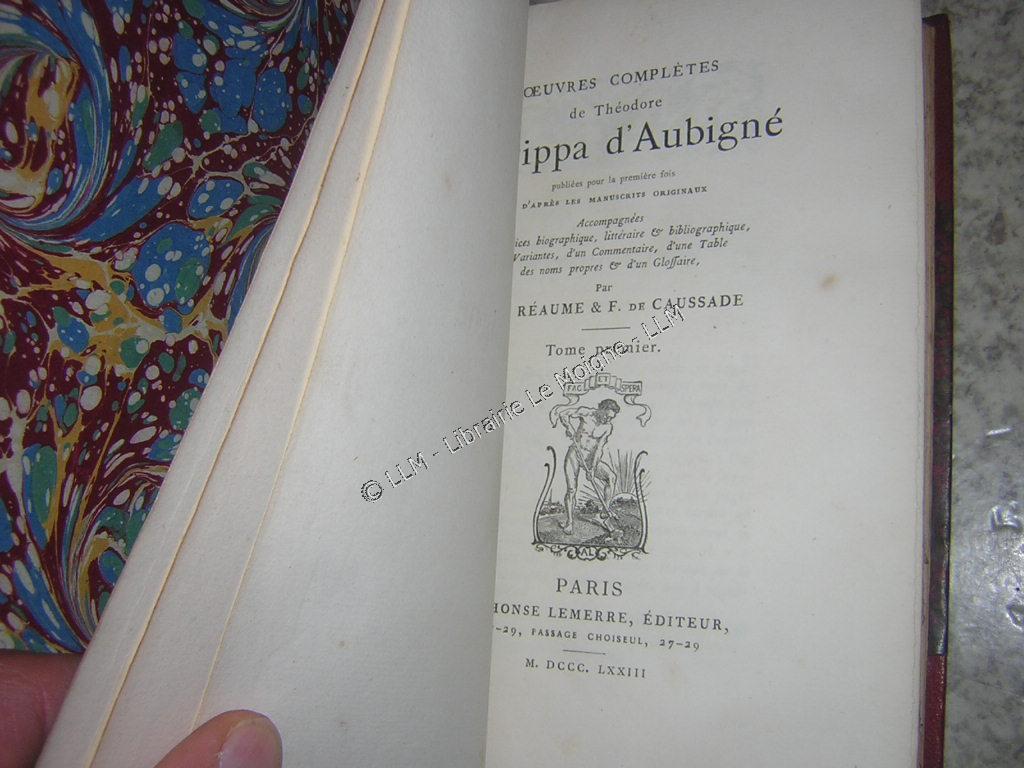 ŒUVRES COMPLÈTES
de Théodore
ippa d'Aubigné
publiées pour la première fois
D'APRÈS LES MANUSCRITS ORIGINAUX
Accompagnées
ices biographique, littéraire & bibliographique,
Variantes, d'un Commentaire, d'une Table
des noms propres & d'un Gloſſaire,
Par
RÉAUME & F. DE CAUSSADE
Tome premier.
FAC ET SPERA
AL
PARIS
HONSE LEMERRE, ÉDITEUR,
-29, PASSAGE CHOISEUL, 27-29
M. DCCC. LXXIII
© LLM - Librairie Le Moigne - LLM